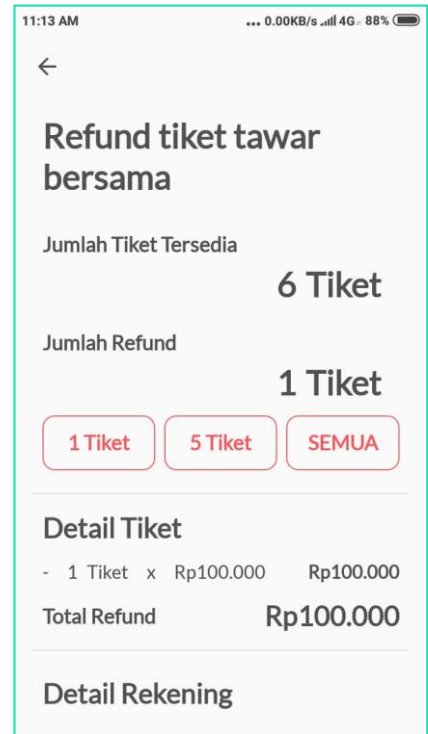 11:13 AM ... 0.00KB/s 4G 88%
Refund tiket tawar
bersama
Jumlah Tiket Tersedia
6 Tiket
Jumlah Refund
1 Tiket
1 Tiket 5 Tiket SEMUA
Detail Tiket
- 1 Tiket x Rp100.000 Rp100.000
Total Refund Rp100.000
Detail Rekening